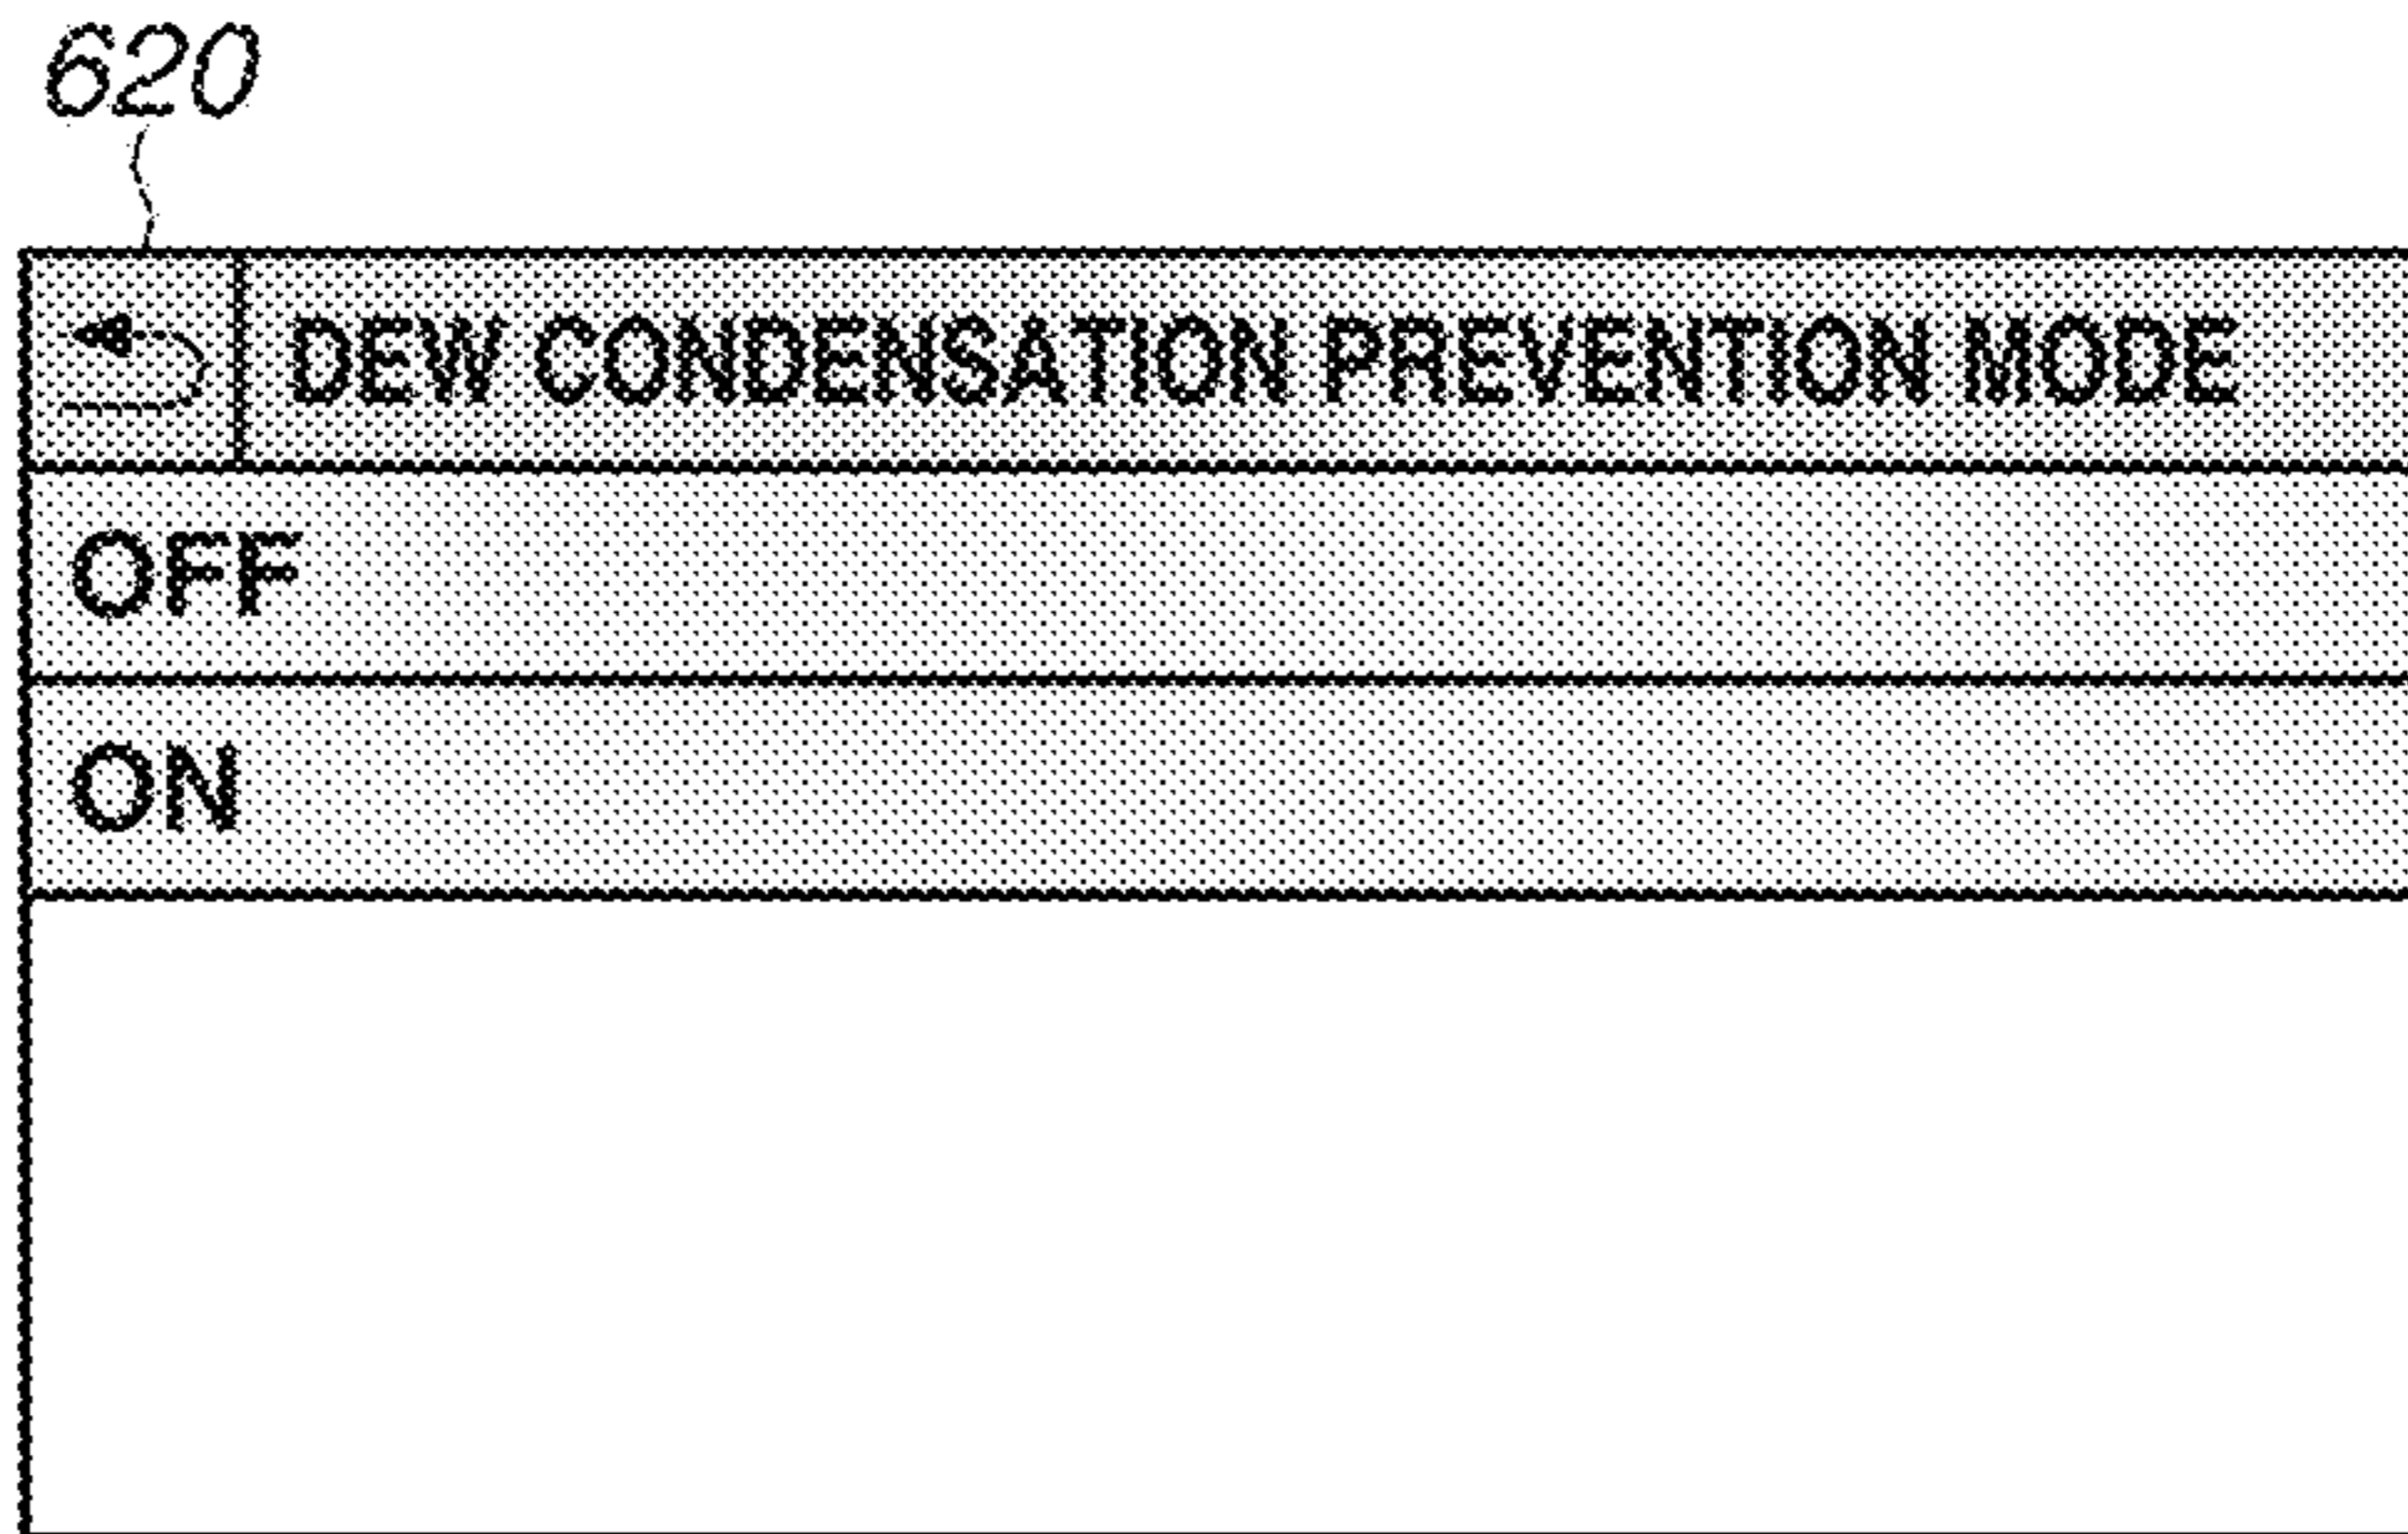 620
DEW CONDENSATION PREVENTION MODE
OFF
ON